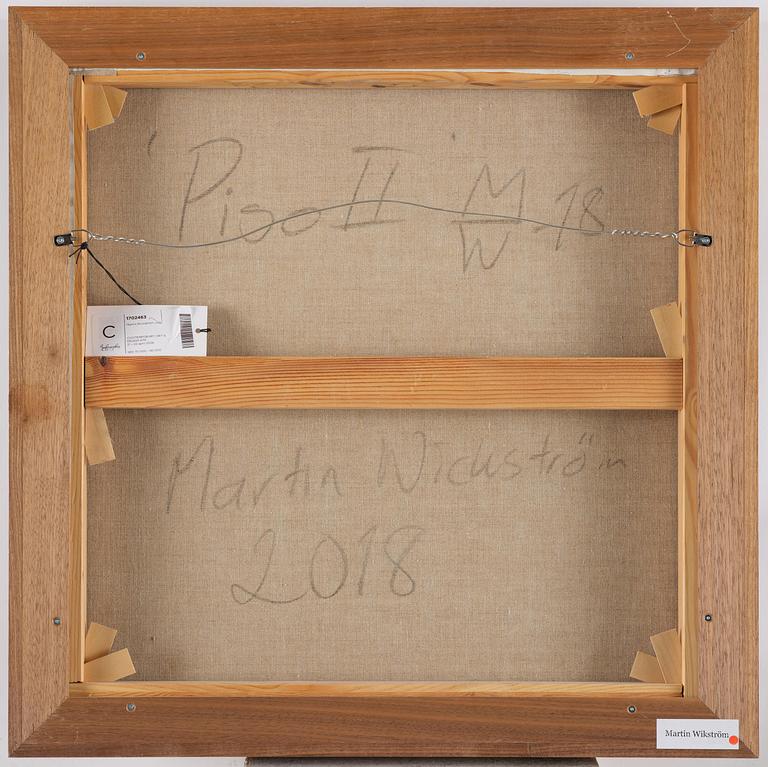 'Piso II' M 18
W
1702463
C
Martin Wickström
2018
Martin Wikström